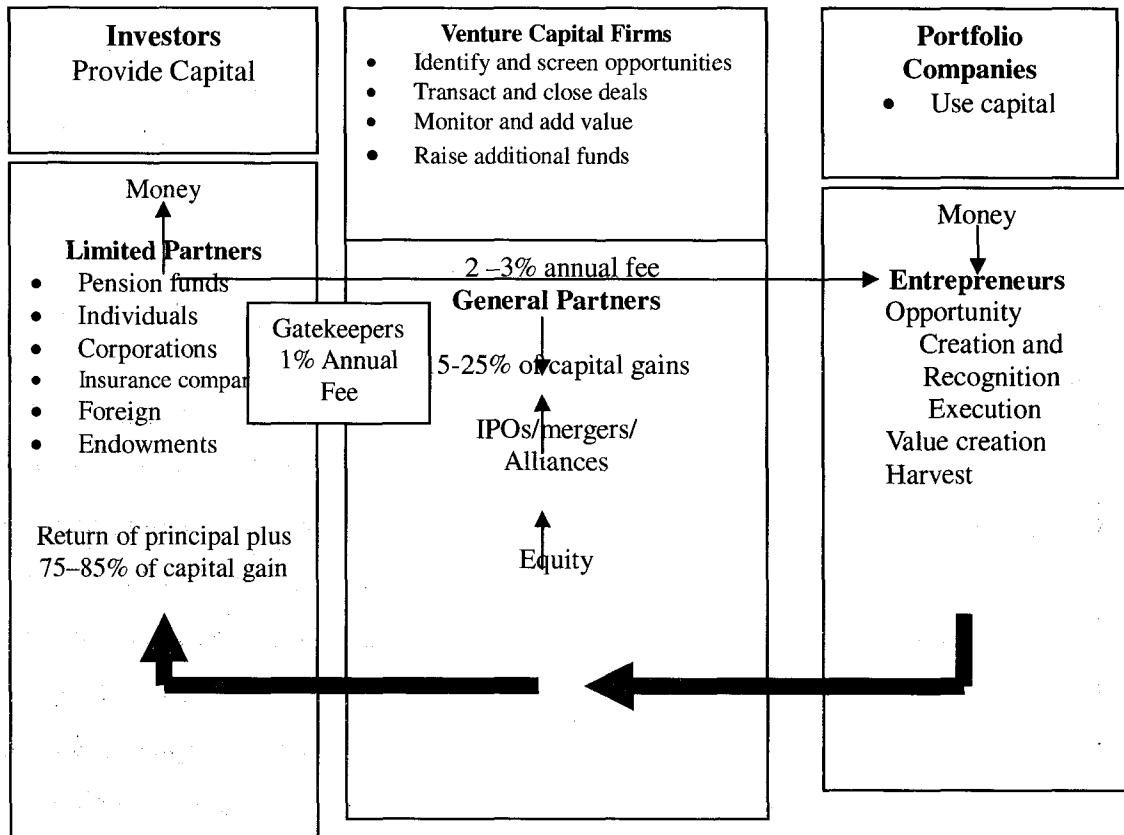 Investors
Provide Capital
Venture Capital Firms
• Identify and screen opportunities
• Transact and close deals
• Monitor and add value
• Raise additional funds
Portfolio
Companies
• Use capital
Money
Limited Partners
• Pension funds
• Individuals
• Corporations
• Insurance compar
• Foreign
• Endowments
Return of principal plus
75–85% of capital gain
Gatekeepers
1% Annual
Fee
2 –3% annual fee
General Partners
5-25% of capital gains
IPOs/mergers/
Alliances
Equity
Money
Entrepreneurs
Opportunity
Creation and
Recognition
Execution
Value creation
Harvest